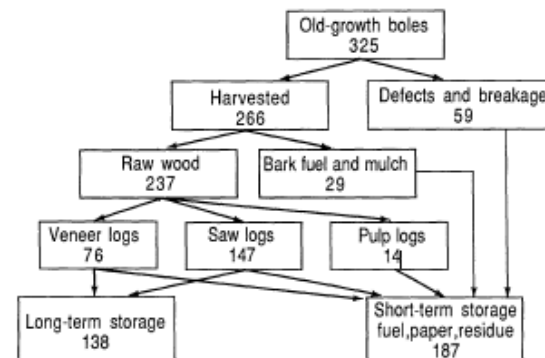 Old-growth boles
325
Harvested
266
Defects and breakage
59
Raw wood
237
Bark fuel and mulch
29
Veneer logs
76
Saw logs
147
Pulp logs
14
Long-term storage
138
Short-term storage
fuel,paper,residue
187